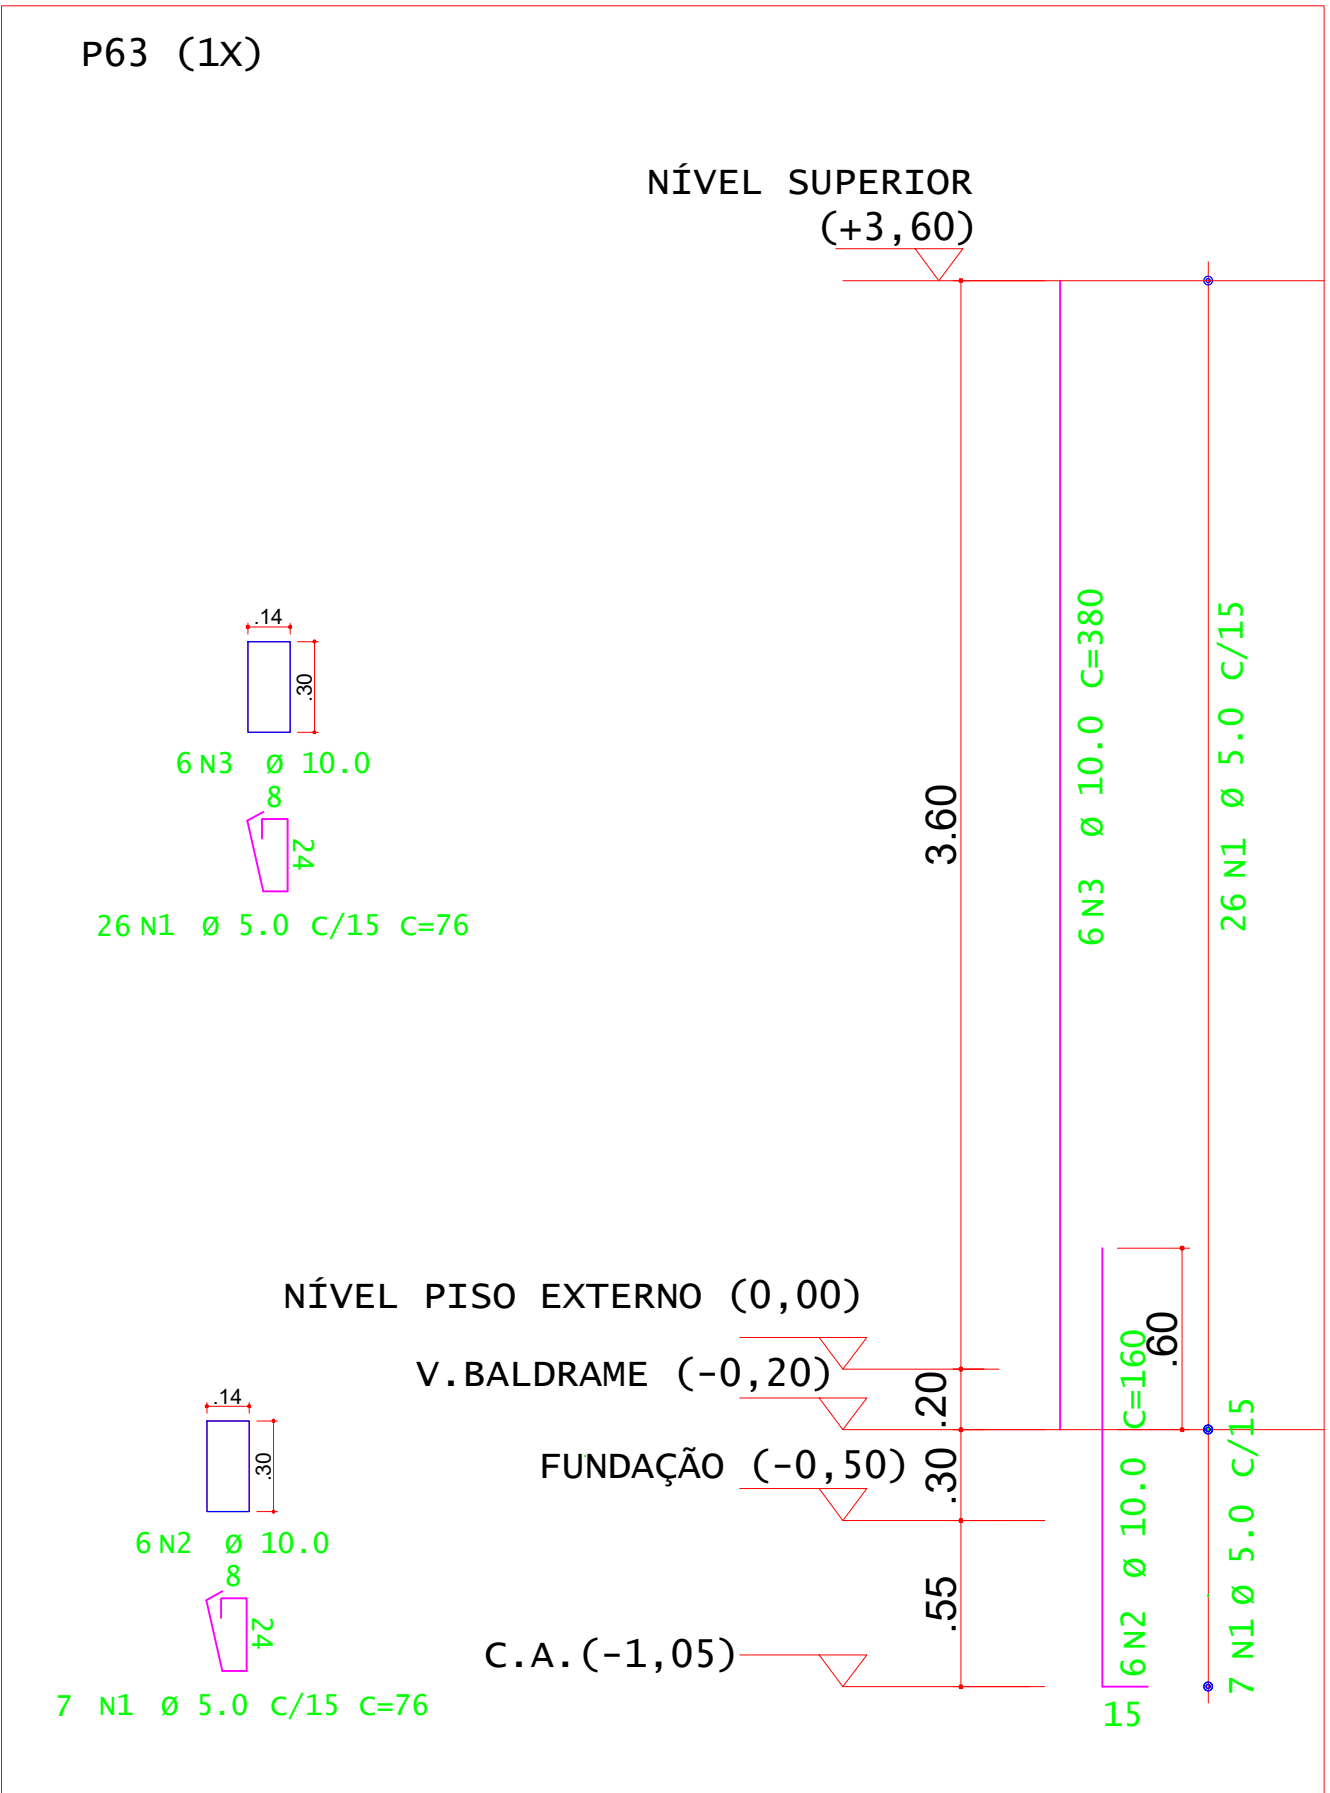 P63 (1X)
NÍVEL SUPERIOR
(+3,60)
.14
.30
6 N3 Ø 10.0
8
24
26 N1 Ø 5.0 C/15 C=76
3.60
6 N3 Ø 10.0 C=380
26 N1 Ø 5.0 C/15
NÍVEL PISO EXTERNO (0,00)
V.BALDRAME (-0,20)
FUNDAÇÃO (-0,50)
C.A.(-1,05)
.20
.30
.55
.60
6 N2 Ø 10.0 C=160
15
7 N1 Ø 5.0 C/15
.14
.30
6 N2 Ø 10.0
8
24
7 N1 Ø 5.0 C/15 C=76